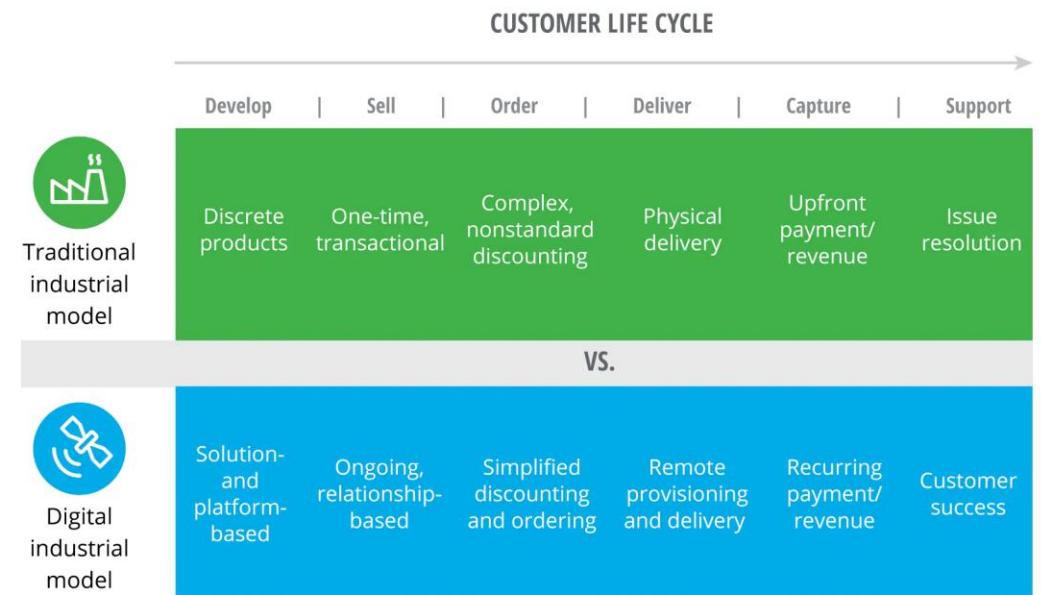 CUSTOMER LIFE CYCLE
Develop | Sell | Order | Deliver | Capture | Support
Traditional
industrial
model
Discrete
products
One-time,
transactional
Complex,
nonstandard
discounting
Physical
delivery
Upfront
payment/
revenue
Issue
resolution
VS.
Digital
industrial
model
Solution-
and
platform-
based
Ongoing,
relationship-
based
Simplified
discounting
and ordering
Remote
provisioning
and delivery
Recurring
payment/
revenue
Customer
success